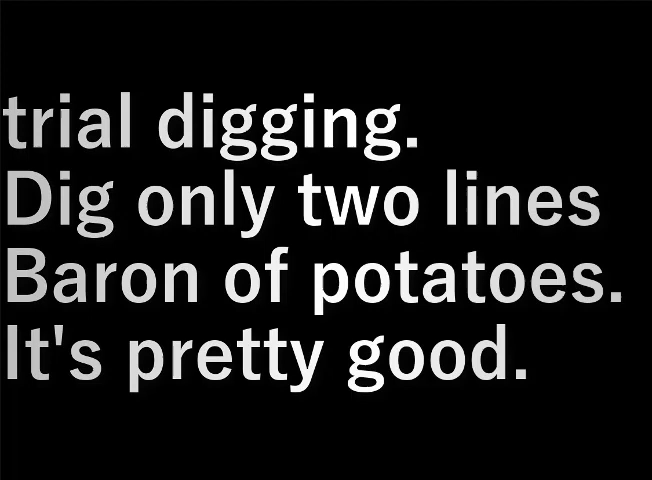 trial digging.
Dig only two lines
Baron of potatoes.
It's pretty good.